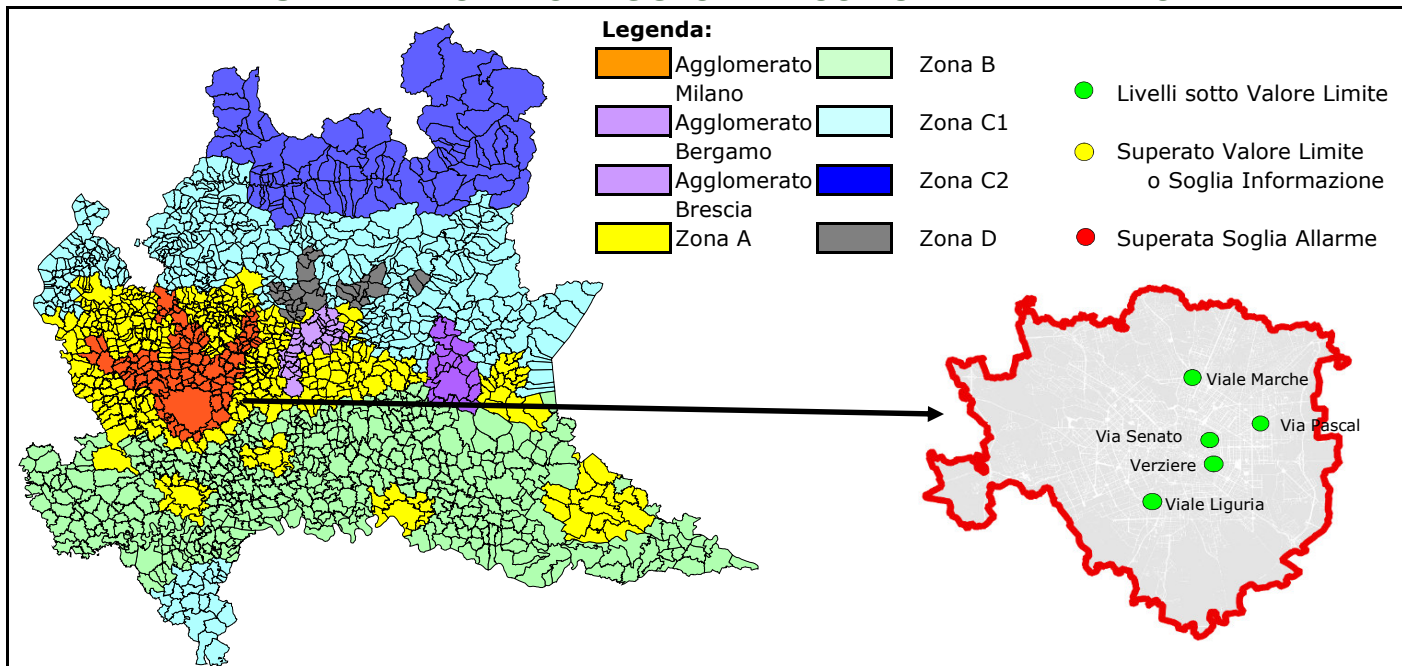 Legenda:
Agglomerato
Milano
Agglomerato
Bergamo
Agglomerato
Brescia
Zona A
Zona B
Zona C1
Zona C2
Zona D
Livelli sotto Valore Limite
Superato Valore Limite
o Soglia Informazione
Superata Soglia Allarme
Viale Marche
Via Pascal
Via Senato
Verziere
Viale Liguria